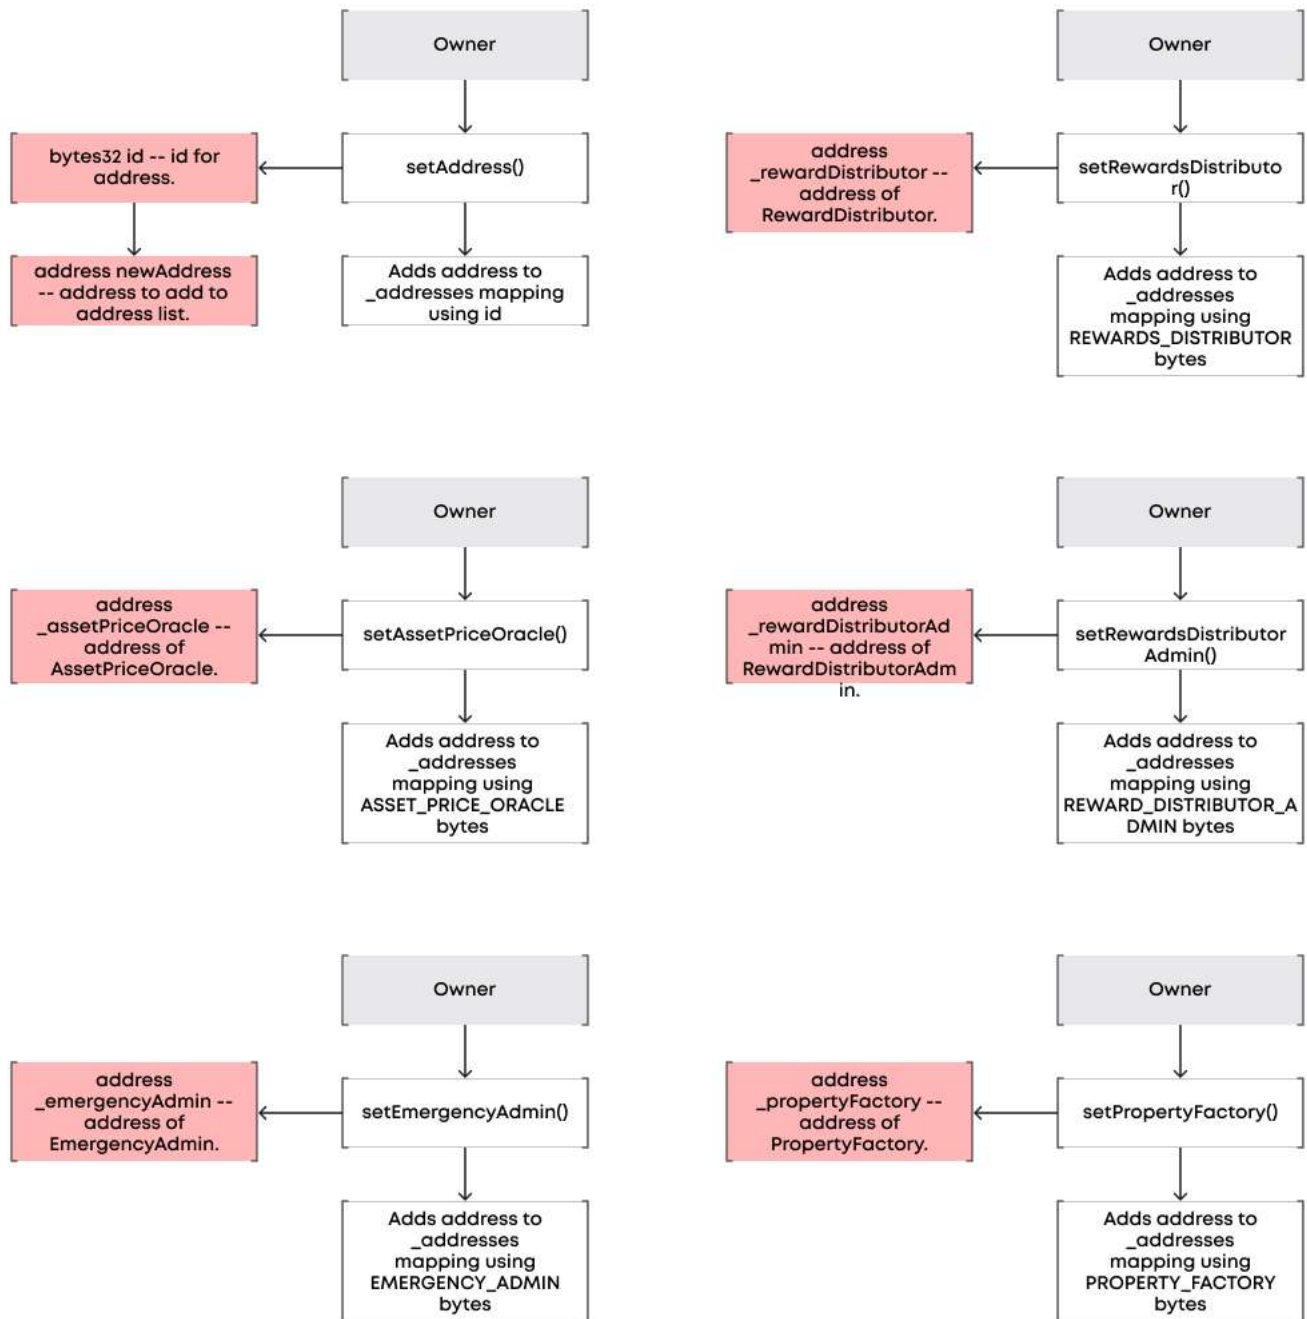 Owner
bytes32 id -- id for
address.
setAddress()
address newAddress
-- address to add to
address list.
Adds address to
_addresses mapping
using id
Owner
address
_rewardDistributor --
address of
RewardDistributor.
setRewardsDistributo
r()
Adds address to
_addresses
mapping using
REWARDS_DISTRIBUTOR
bytes
Owner
address
_assetPriceOracle --
address of
AssetPriceOracle.
setAssetPriceOracle()
Adds address to
_addresses
mapping using
ASSET_PRICE_ORACLE
bytes
Owner
address
_rewardDistributorAd
min -- address of
RewardDistributorAdm
in.
setRewardsDistributor
Admin()
Adds address to
_addresses
mapping using
REWARD_DISTRIBUTOR_A
DMIN bytes
Owner
address
_emergencyAdmin --
address of
EmergencyAdmin.
setEmergencyAdmin()
Adds address to
_addresses
mapping using
EMERGENCY_ADMIN
bytes
Owner
address
_propertyFactory --
address of
PropertyFactory.
setPropertyFactory()
Adds address to
_addresses
mapping using
PROPERTY_FACTORY
bytes